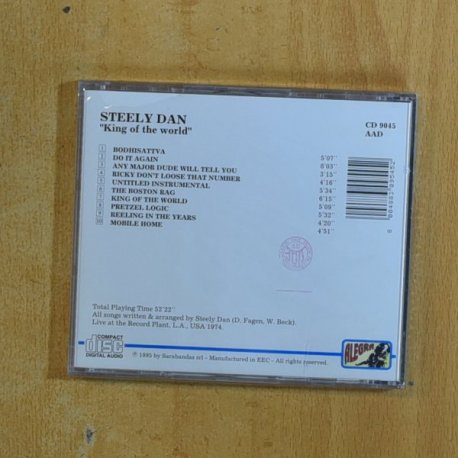 STEELY DAN
"King of the world"
CD 9045
AAD
1 BODHISATTVA 5'07"
2 DO IT AGAIN 6'03"
3 ANY MAJOR DUDE WILL TELL YOU 3'15"
4 RICKY DON'T LOOSE THAT NUMBER 4'16"
5 UNTITLED INSTRUMENTAL 5'34"
6 THE BOSTON RAG 6'15"
7 KING OF THE WORLD 5'09"
8 PRETZEL LOGIC 5'32"
9 REELING IN THE YEARS 4'20"
10 MOBILE HOME 4'51"
Total Playing Time 52'22"
All songs written & arranged by Steely Dan (D. Fagen, W. Beck).
Live at the Record Plant, L.A., USA 1974.
COMPACT
disc
DIGITAL AUDIO
℗ 1995 by Sarabandas srl - Manufactured in EEC - All rights reserved.
ALEGRA